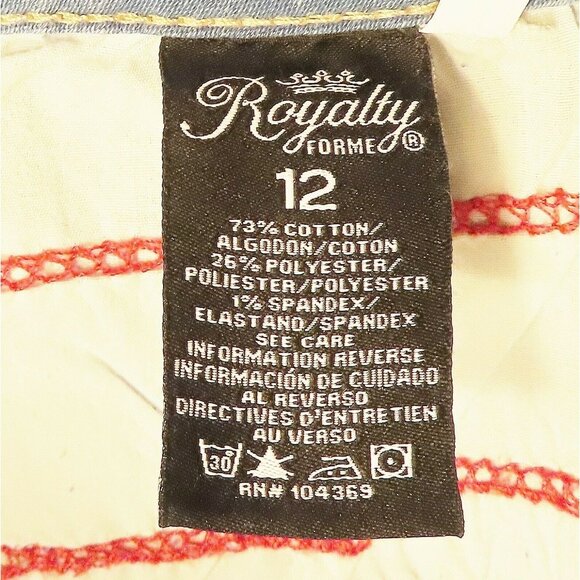 Royalty
FORME®
12
73% COTTON/
ALGODON/COTON
26% POLYESTER/
POLIESTER/POLYESTER
1% SPANDEX/
ELASTANO/SPANDEX
SEE CARE
INFORMATION REVERSE
INFORMACIÓN DE CUIDADO
AL REVERSO
DIRECTIVES D'ENTRETIEN
AU VERSO
30
RN# 104369